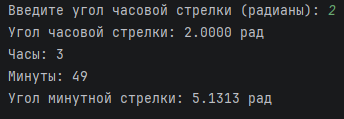 Введите угол часовой стрелки (радианы): 2
Угол часовой стрелки: 2.0000 рад
Часы: 3
Минуты: 49
Угол минутной стрелки: 5.1313 рад